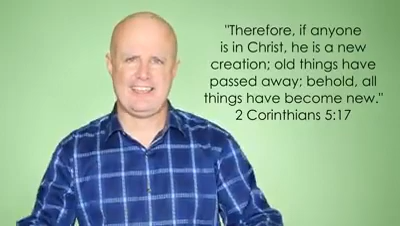 "Therefore, if anyone
is in Christ, he is a new
creation; old things have
passed away; behold, all
things have become new."
2 Corinthians 5:17